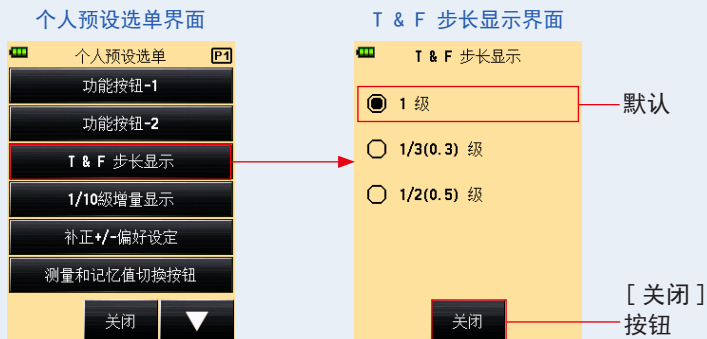 个人预设选单界面
个人预设选单 P1
功能按钮-1
功能按钮-2
T & F 步长显示
1/10级增量显示
补正+/-偏好设定
测量和记忆值切换按钮
关闭
T & F 步长显示界面
T & F 步长显示
1 级
1/3(0.3) 级
1/2(0.5) 级
关闭
默认
[ 关闭 ]
按钮